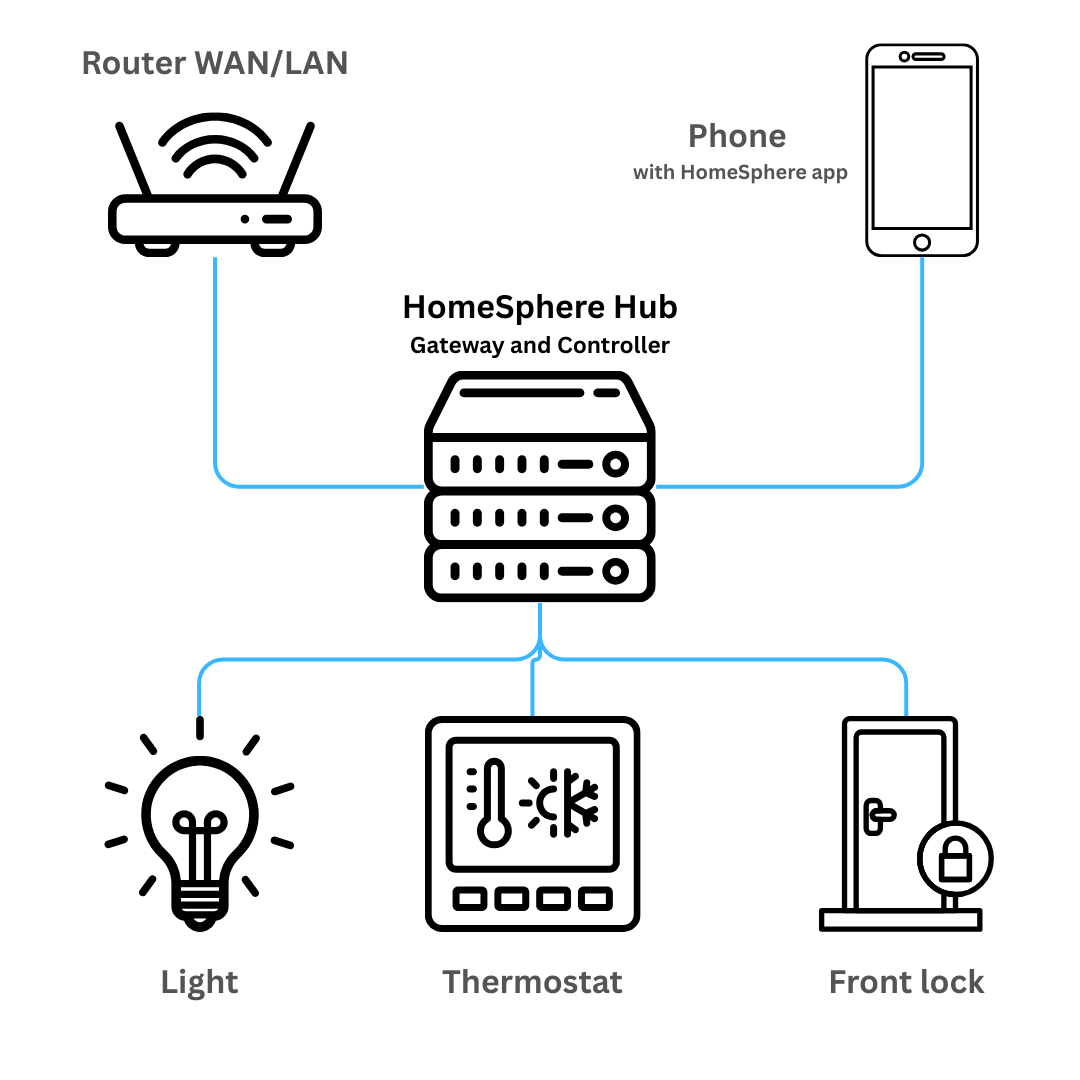 Router WAN/LAN
Phone
with HomeSphere app
HomeSphere Hub
Gateway and Controller
Light
Thermostat
Front lock